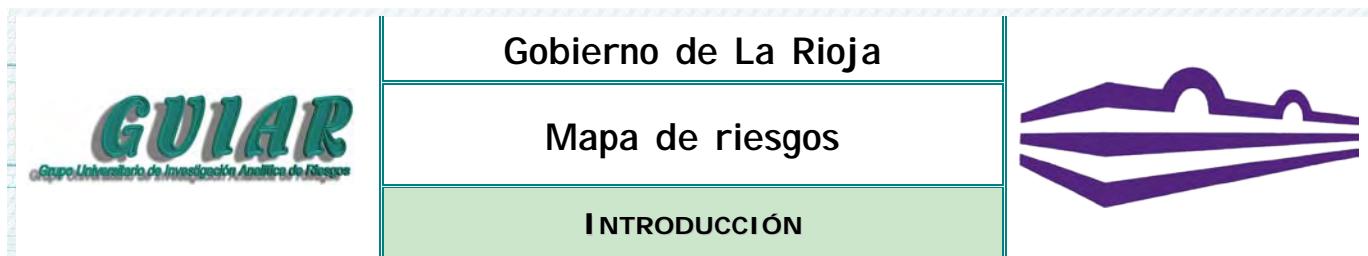 GUIAR
Grupo Universitario de Investigación Analítica de Riesgos
Gobierno de La Rioja
Mapa de riesgos
INTRODUCCIÓN